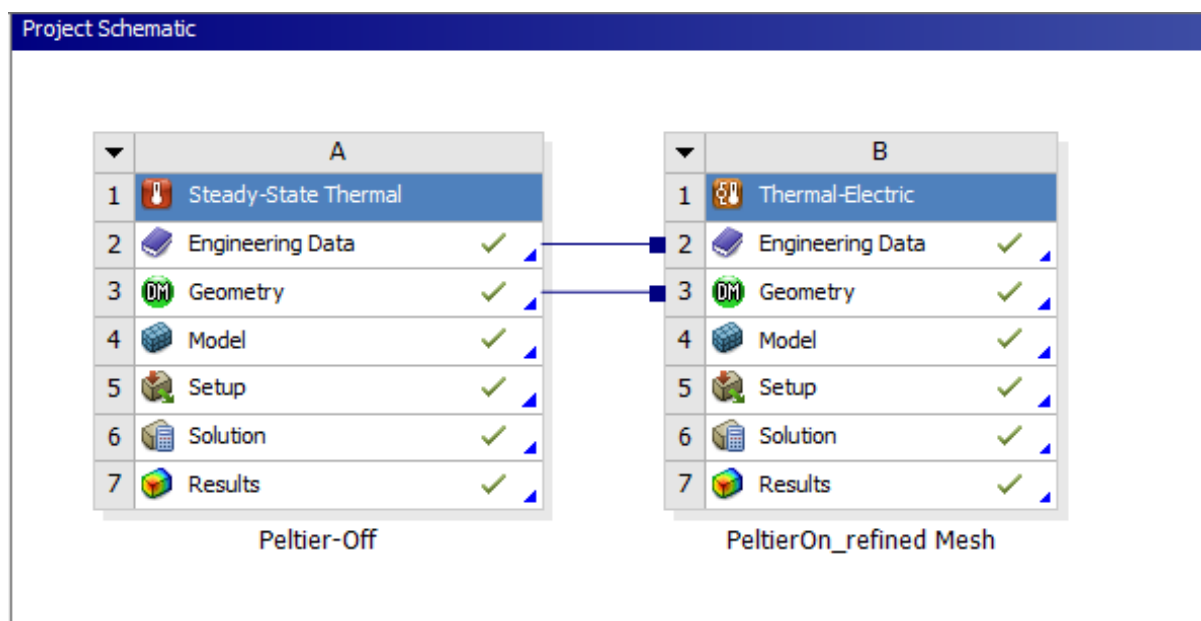 Project Schematic
A
1 Steady-State Thermal
2 Engineering Data
3 DM Geometry
4 Model
5 Setup
6 Solution
7 Results
Peltier-Off
B
1 Thermal-Electric
2 Engineering Data
3 DM Geometry
4 Model
5 Setup
6 Solution
7 Results
PeltierOn_refined Mesh